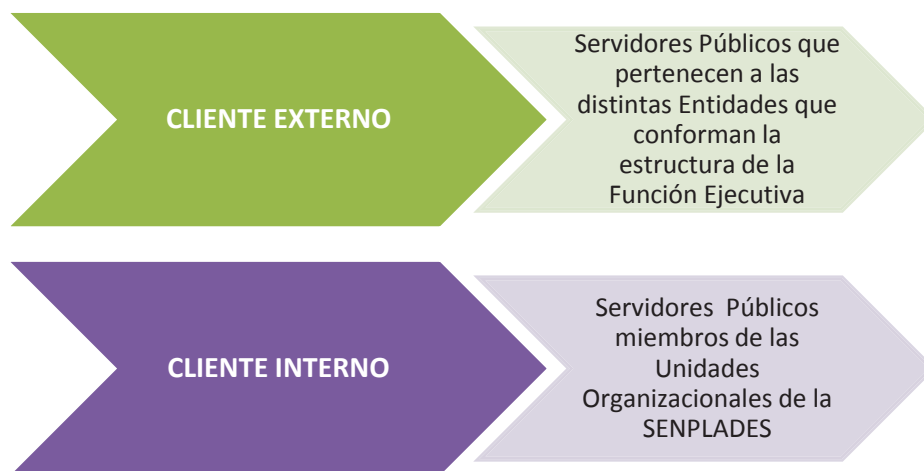 CLIENTE EXTERNO
Servidores Públicos que
pertenecen a las
distintas Entidades que
conforman la
estructura de la
Función Ejecutiva
CLIENTE INTERNO
Servidores Públicos
miembros de las
Unidades
Organizacionales de la
SENPLADES